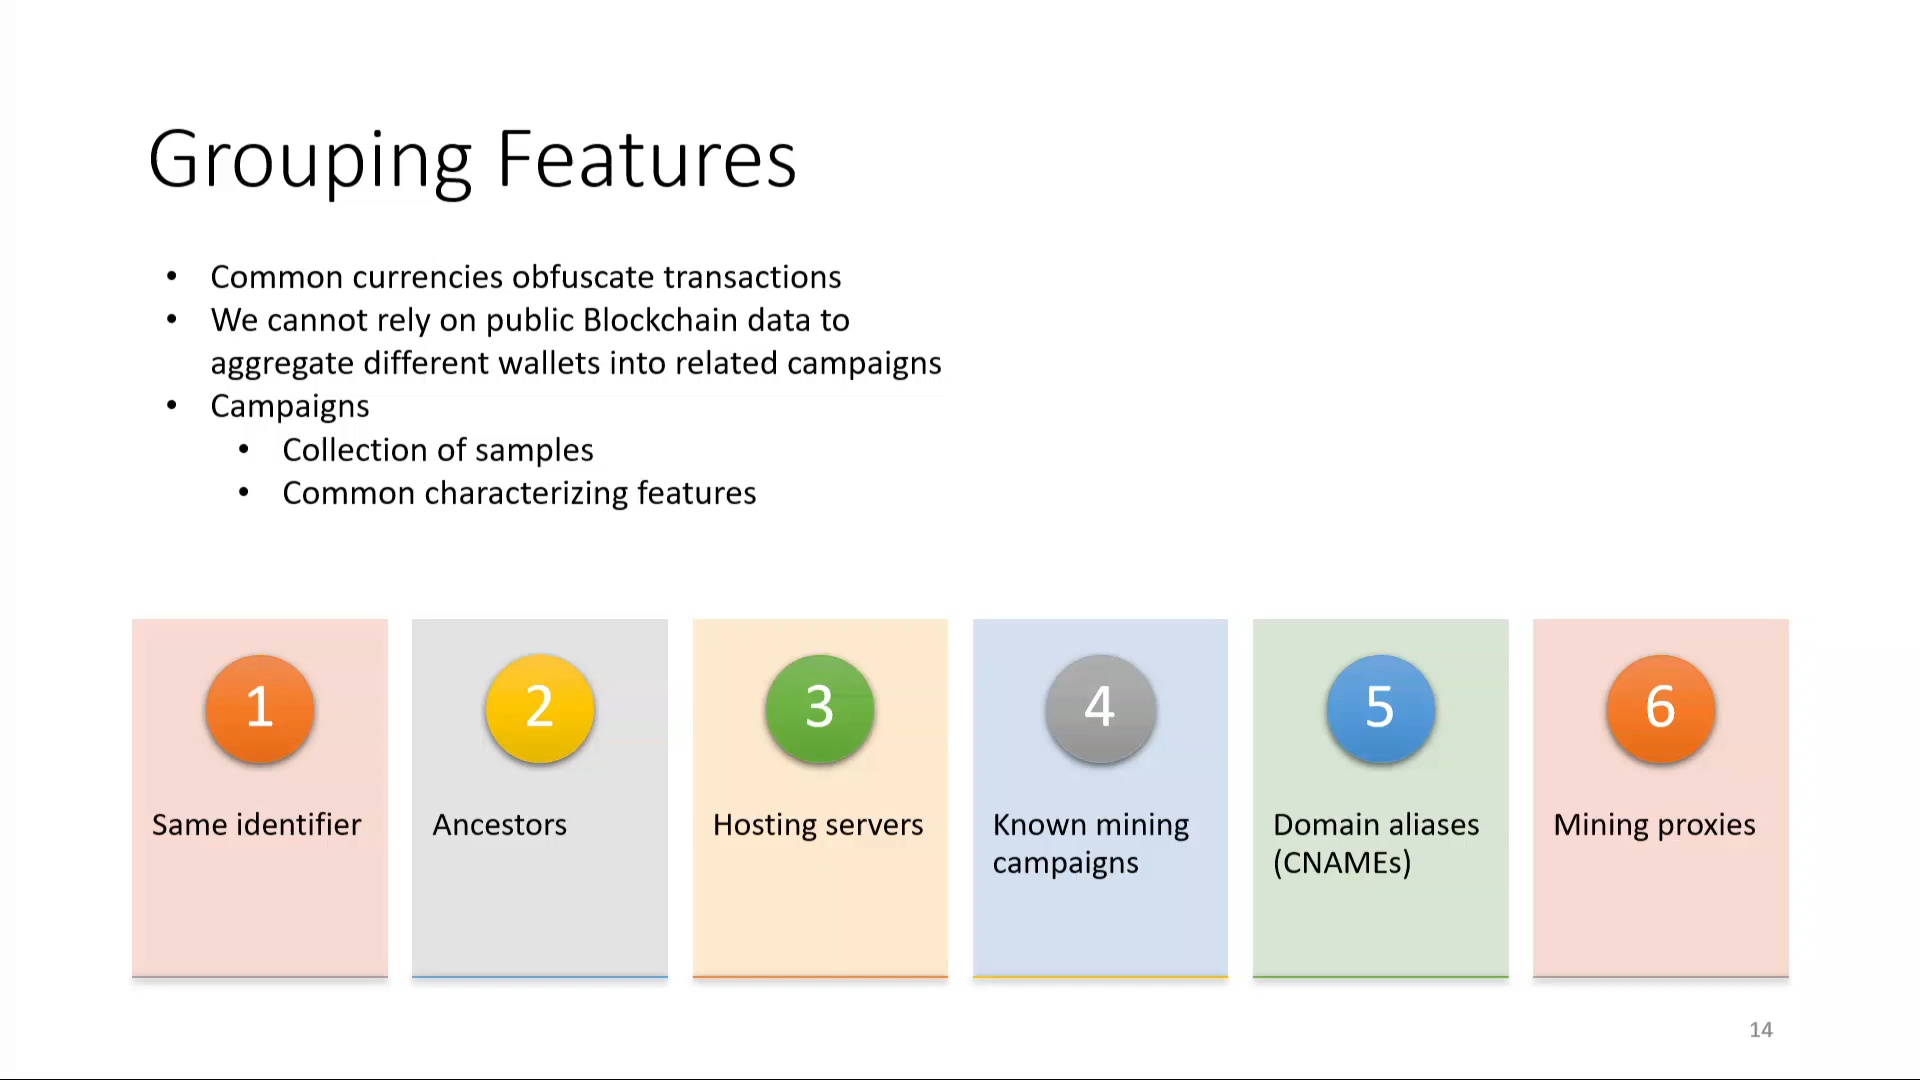 Grouping Features
• Common currencies obfuscate transactions
• We cannot rely on public Blockchain data to
aggregate different wallets into related campaigns
• Campaigns
• Collection of samples
• Common characterizing features
1
Same identifier
2
Ancestors
3
Hosting servers
4
Known mining
campaigns
5
Domain aliases
(CNAMEs)
6
Mining proxies
14